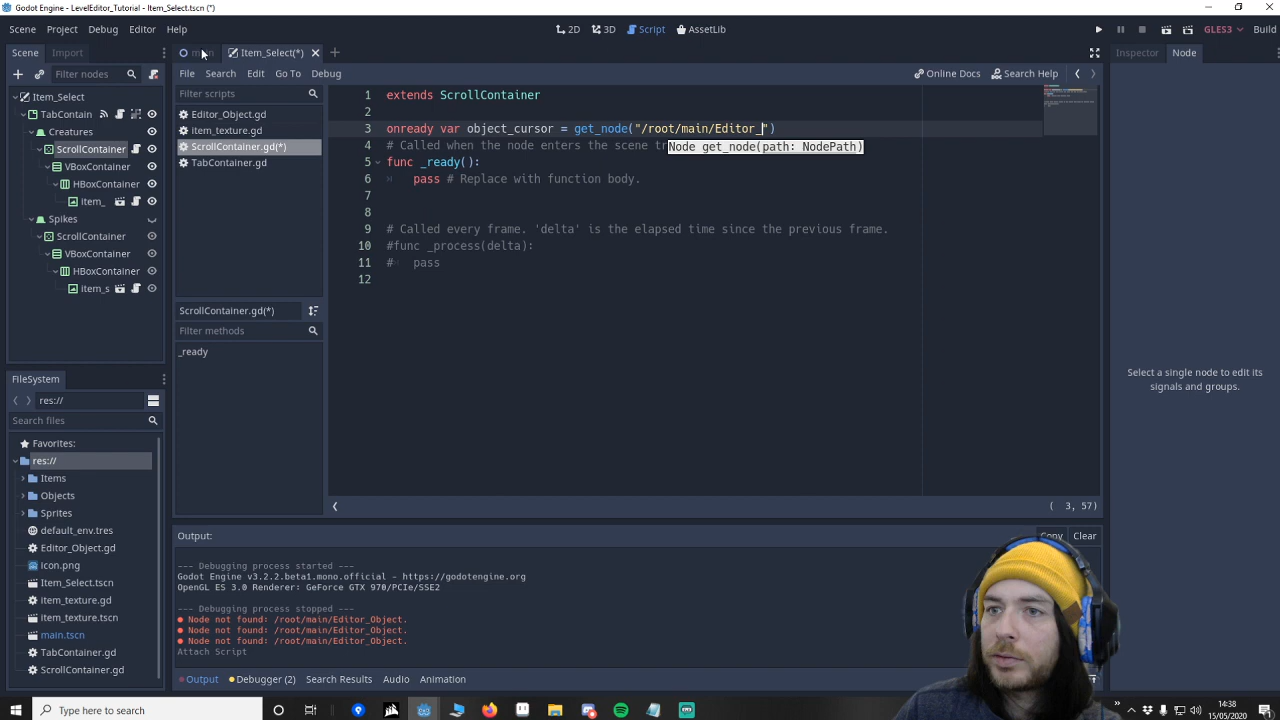 Godot Engine - LevelEditor_Tutorial - Item_Select.tscn (*)
Scene Project Debug Editor Help
2D 3D Script AssetLib
GLES3 Build
Scene Import
Item_Select(*)
Inspector Node
Filter nodes
File Search Edit Go To Debug
Online Docs Search Help
Item_Select
TabContain
Creatures
ScrollContainer
VBoxContainer
HBoxContainer
item_
Spikes
ScrollContainer
VBoxContainer
HBoxContainer
item_s
Filter scripts
Editor_Object.gd
item_texture.gd
ScrollContainer.gd(*)
TabContainer.gd
ScrollContainer.gd(*)
Filter methods
_ready
1 extends ScrollContainer
2
3 onready var object_cursor = get_node("/root/main/Editor_")
4 # Called when the node enters the scene tr
Node get_node(path: NodePath)
5 func _ready():
6 pass # Replace with function body.
7
8
9 # Called every frame. 'delta' is the elapsed time since the previous frame.
10 #func _process(delta):
11 # pass
12
( 3, 57)
Select a single node to edit its
signals and groups.
FileSystem
res://
Search files
Favorites:
res://
Items
Objects
Sprites
default_env.tres
Editor_Object.gd
icon.png
Item_Select.tscn
item_texture.gd
item_texture.tscn
main.tscn
TabContainer.gd
ScrollContainer.gd
Output:
Copy Clear
--- Debugging process started ---
Godot Engine v3.2.2.beta1.mono.official - https://godotengine.org
OpenGL ES 3.0 Renderer: GeForce GTX 970/PCIe/SSE2
--- Debugging process stopped ---
Node not found: /root/main/Editor_Object.
Node not found: /root/main/Editor_Object.
Node not found: /root/main/Editor_Object.
Attach Script
Output Debugger (2) Search Results Audio Animation
Type here to search
14:38
15/05/2020